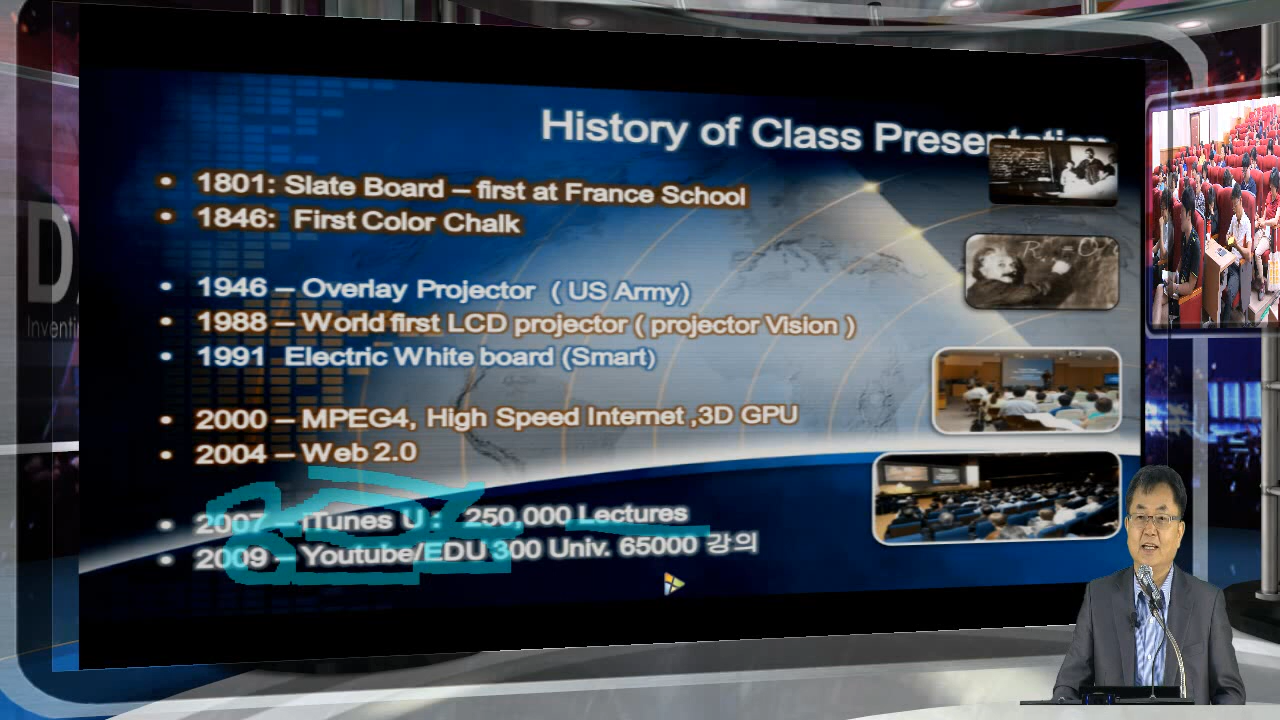 History of Class Presentation
• 1801: Slate Board – first at France School
• 1846: First Color Chalk
• 1946 – Overlay Projector ( US Army)
• 1988 – World first LCD projector ( projector Vision )
• 1991 Electric White board (Smart)
• 2000 – MPEG4, High Speed Internet ,3D GPU
• 2004 – Web 2.0
• 2007 – iTunes U : 250,000 Lectures
• 2009 – Youtube/EDU 300 Univ. 65000 강의
D
Inventi